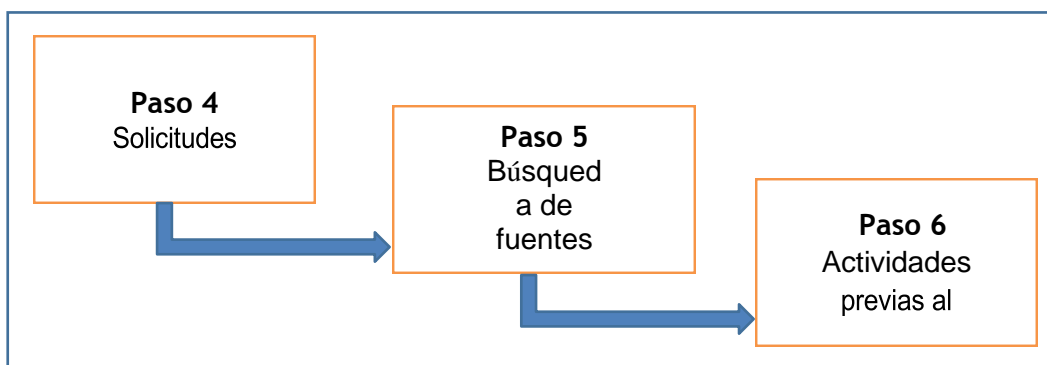 Paso 4
Solicitudes
Paso 5
Búsqued
a de
fuentes
Paso 6
Actividades
previas al